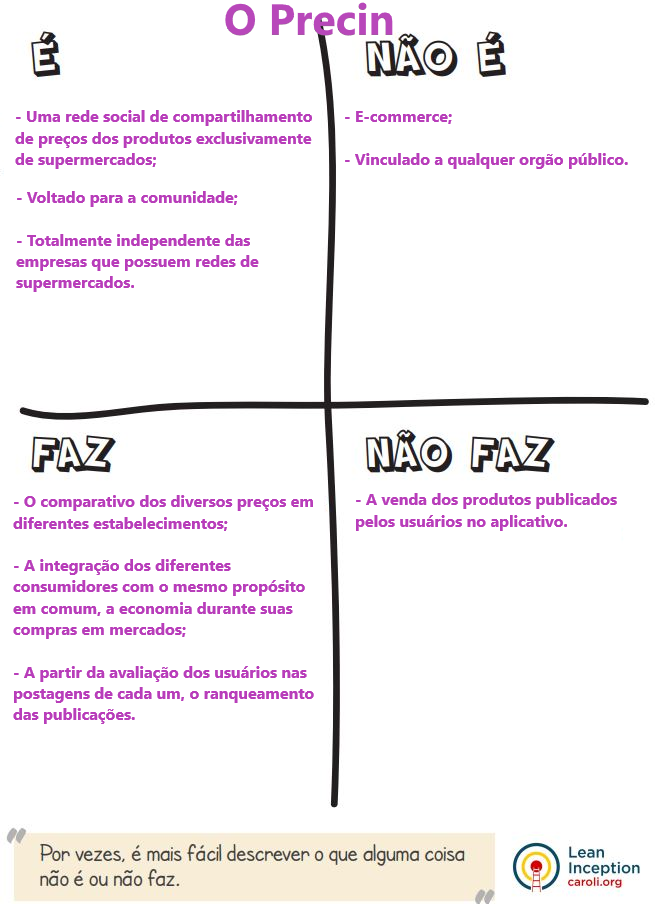 O Precin
É
- Uma rede social de compartilhamento
de preços dos produtos exclusivamente
de supermercados;
- Voltado para a comunidade;
- Totalmente independente das
empresas que possuem redes de
supermercados.
NÃO É
- E-commerce;
- Vinculado a qualquer orgão público.
FAZ
- O comparativo dos diversos preços em
diferentes estabelecimentos;
- A integração dos diferentes
consumidores com o mesmo propósito
em comum, a economia durante suas
compras em mercados;
- A partir da avaliação dos usuários nas
postagens de cada um, o ranqueamento
das publicações.
NÃO FAZ
- A venda dos produtos publicados
pelos usuários no aplicativo.
Por vezes, é mais fácil descrever o que alguma coisa
não é ou não faz.
Lean
Inception
caroli.org